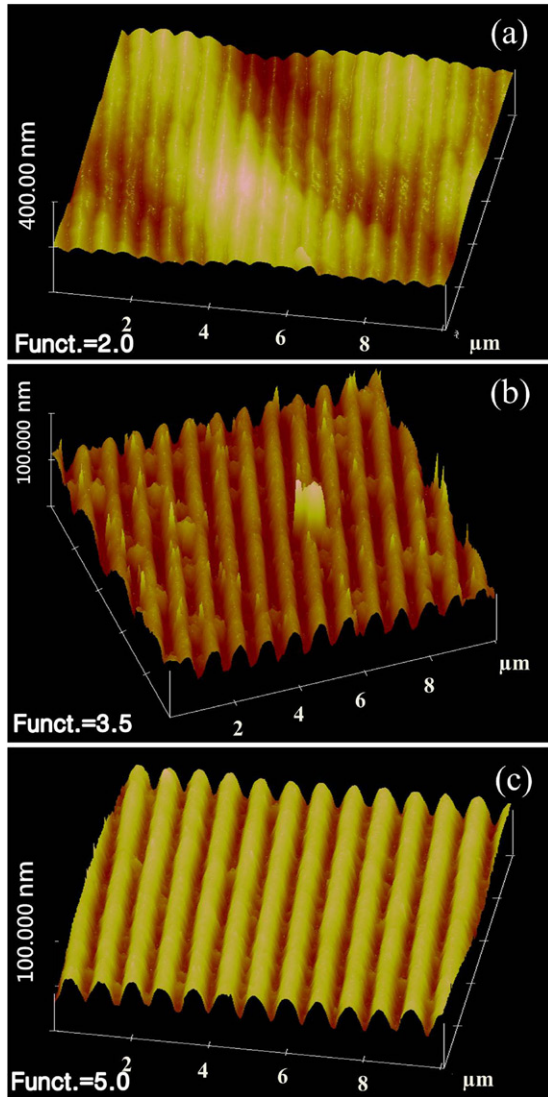 (a)
400.00 nm
2
4
6
8
μm
Funct.=2.0
(b)
100.000 nm
2
4
6
8
μm
Funct.=3.5
(c)
100.000 nm
2
4
6
8
μm
Funct.=5.0